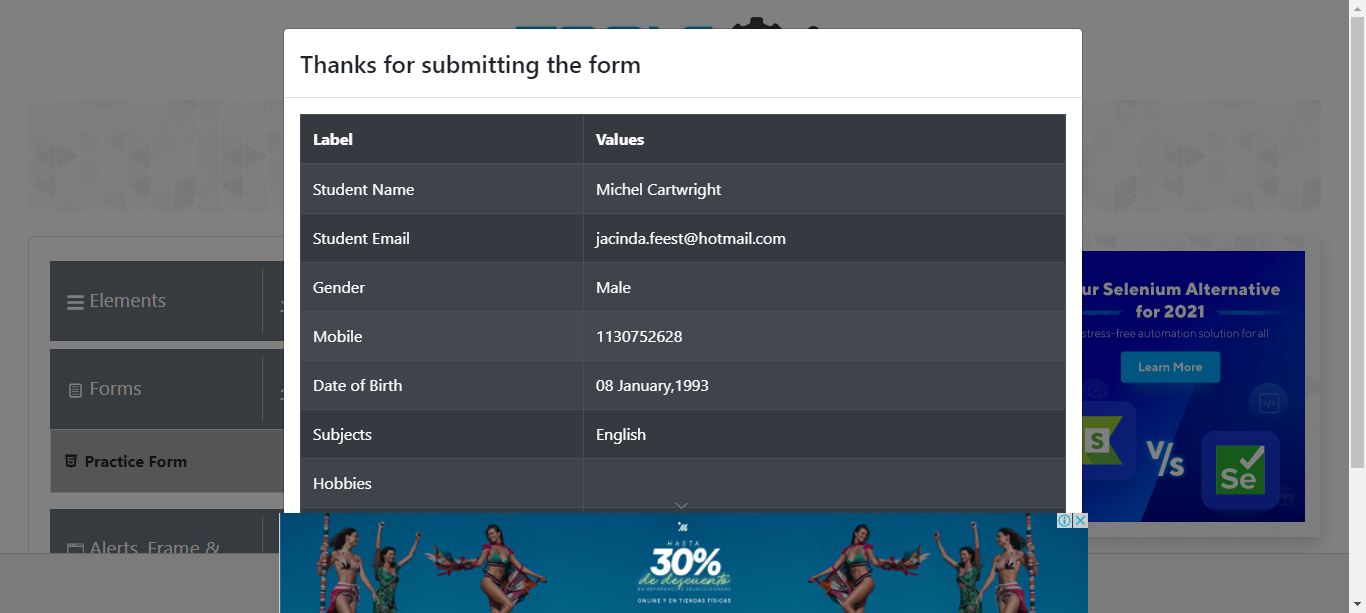 Thanks for submitting the form
Label Values
Student Name Michel Cartwright
Student Email jacinda.feest@hotmail.com
Gender Male
Mobile 1130752628
Date of Birth 08 January,1993
Subjects English
Hobbies
Elements
Forms
Practice Form
Alerts, Frame &
ur Selenium Alternative
for 2021
stress-free automation solution for all
Learn More
S
V/s
Se
HASTA
30%
de descuento
EN REFERENCIAS SELECCIONADAS
ONLINE Y EN TIENDAS FÍSICAS